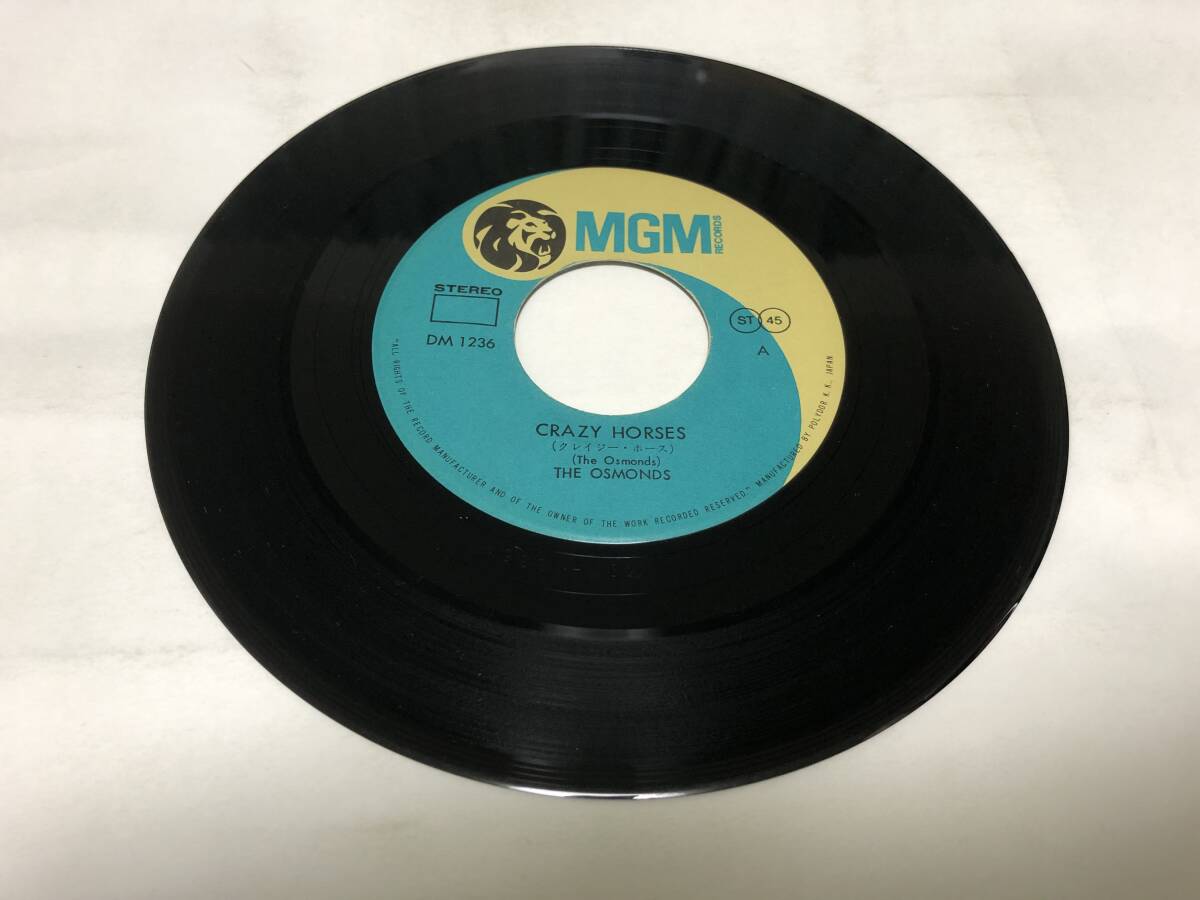 MGM
RECORDS
STEREO
DM 1236
ST 45
A
CRAZY HORSES
(クレイジー・ホース)
(The Osmonds)
THE OSMONDS
"ALL RIGHTS OF THE RECORD MANUFACTURER AND OF THE OWNER OF THE WORK RECORDED RESERVED" MANUFACTURED BY POLYDOR K.K., JAPAN